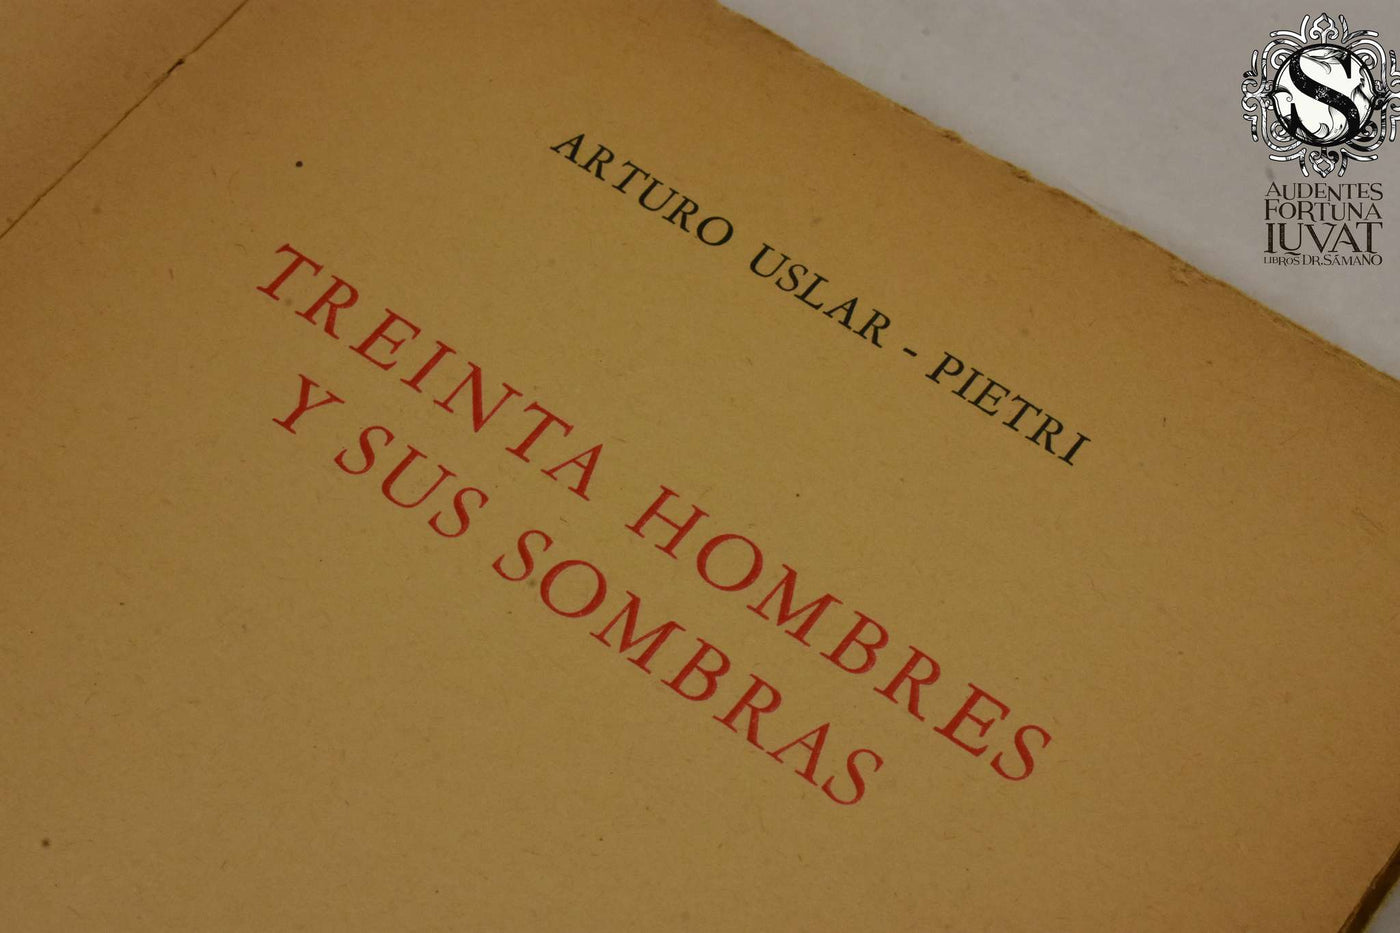 ARTURO USLAR - PIETRI
TREINTA HOMBRES
Y SUS SOMBRAS
S
AUDENTES
FORTUNA
IUVAT
LIBROS DR. SÁMANO